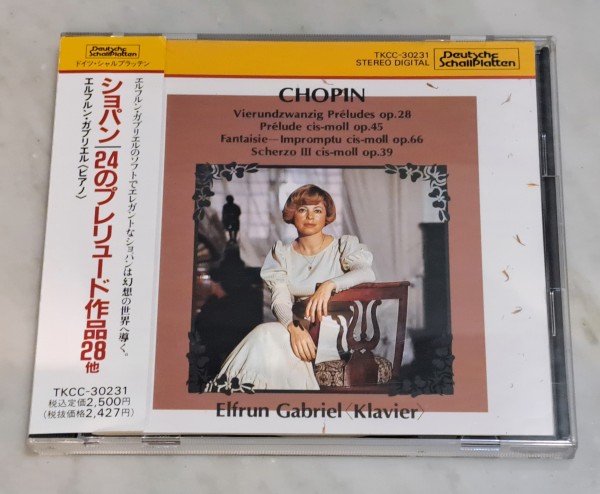 Deutsche
SchallPlatten
ドイツ・シャルプラッテン
エルフルン・ガブリエルのソフトでエレガントなショパンは幻想の世界へ導く。
ショパン/24のプレリュード作品28他
エルフルン・ガブリエル〈ピアノ〉
TKCC-30231
税込定価2,500円
(税抜価格2,427円)
TKCC-30231
STEREO DIGITAL
Deutsche
SchallPlatten
CHOPIN
Vierundzwanzig Préludes op.28
Prélude cis-moll op.45
Fantaisie—Impromptu cis-moll op.66
Scherzo III cis-moll op.39
Elfrun Gabriel〈Klavier〉